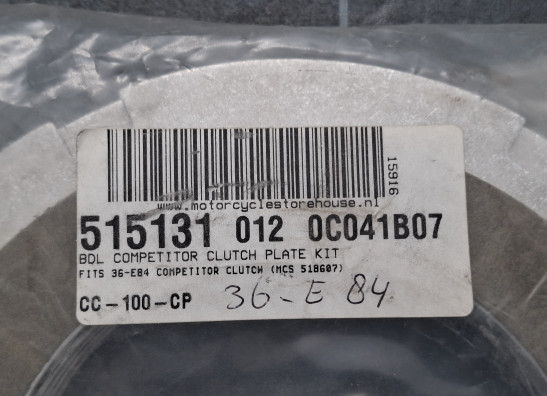 15916
www.motorcyclestorehouse.nl
515131 012 0C041B07
BDL COMPETITOR CLUTCH PLATE KIT
FITS 36-E84 COMPETITOR CLUTCH (MCS 518607)
CC-100-CP 36-E 84